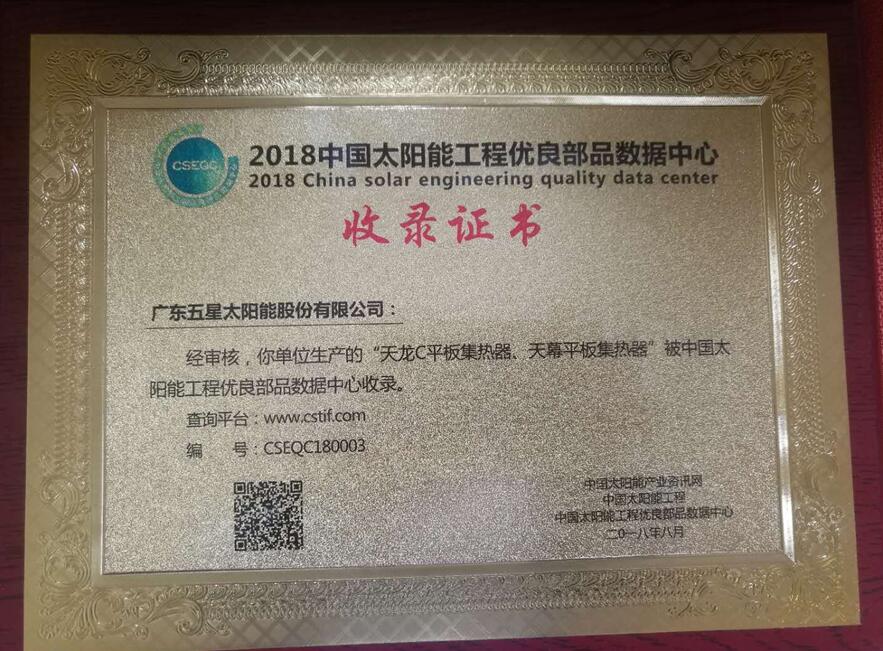 CSEQC
2018中国太阳能工程优良部品数据中心
2018 China solar engineering quality data center
收录证书
广东五星太阳能股份有限公司：
经审核，你单位生产的“天龙C平板集热器、天幕平板集热器”被中国太
阳能工程优良部品数据中心收录。
查询平台：www.cstif.com
编 号：CSEQC180003
中国太阳能产业资讯网
中国太阳能工程
中国太阳能工程优良部品数据中心
二0一八年八月